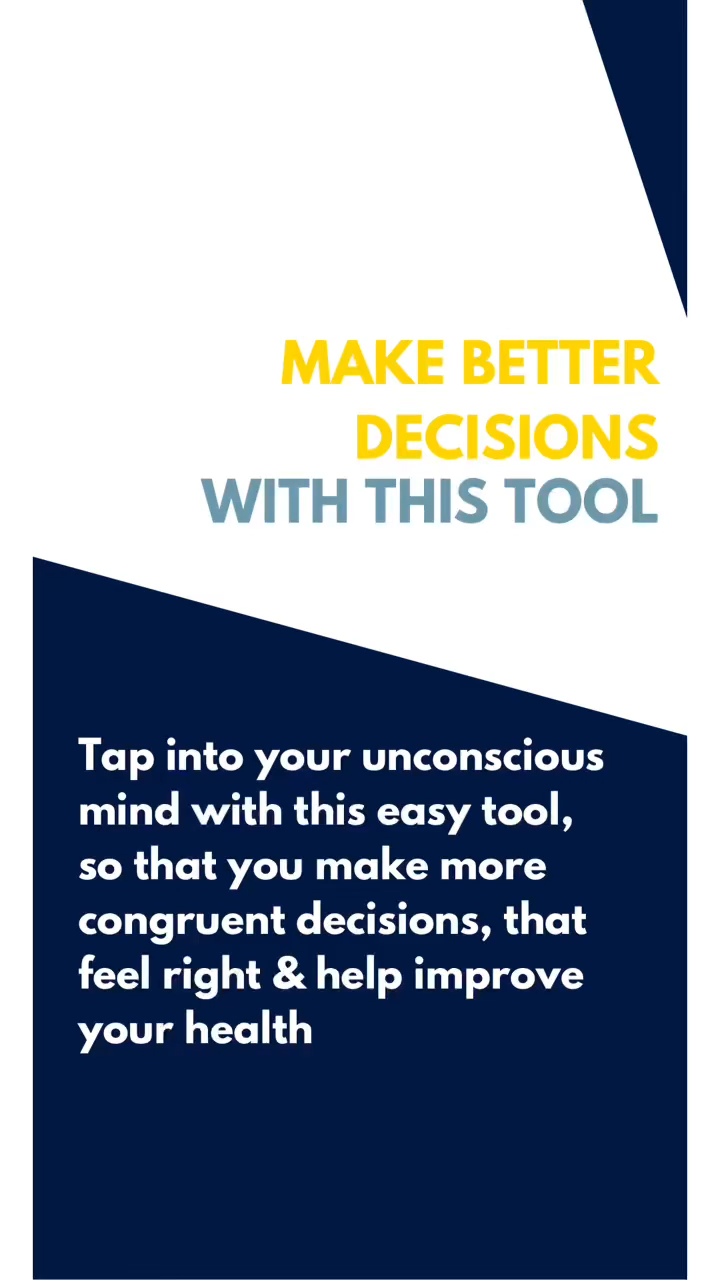 MAKE BETTER
DECISIONS
WITH THIS TOOL
Tap into your unconscious
mind with this easy tool,
so that you make more
congruent decisions, that
feel right & help improve
your health